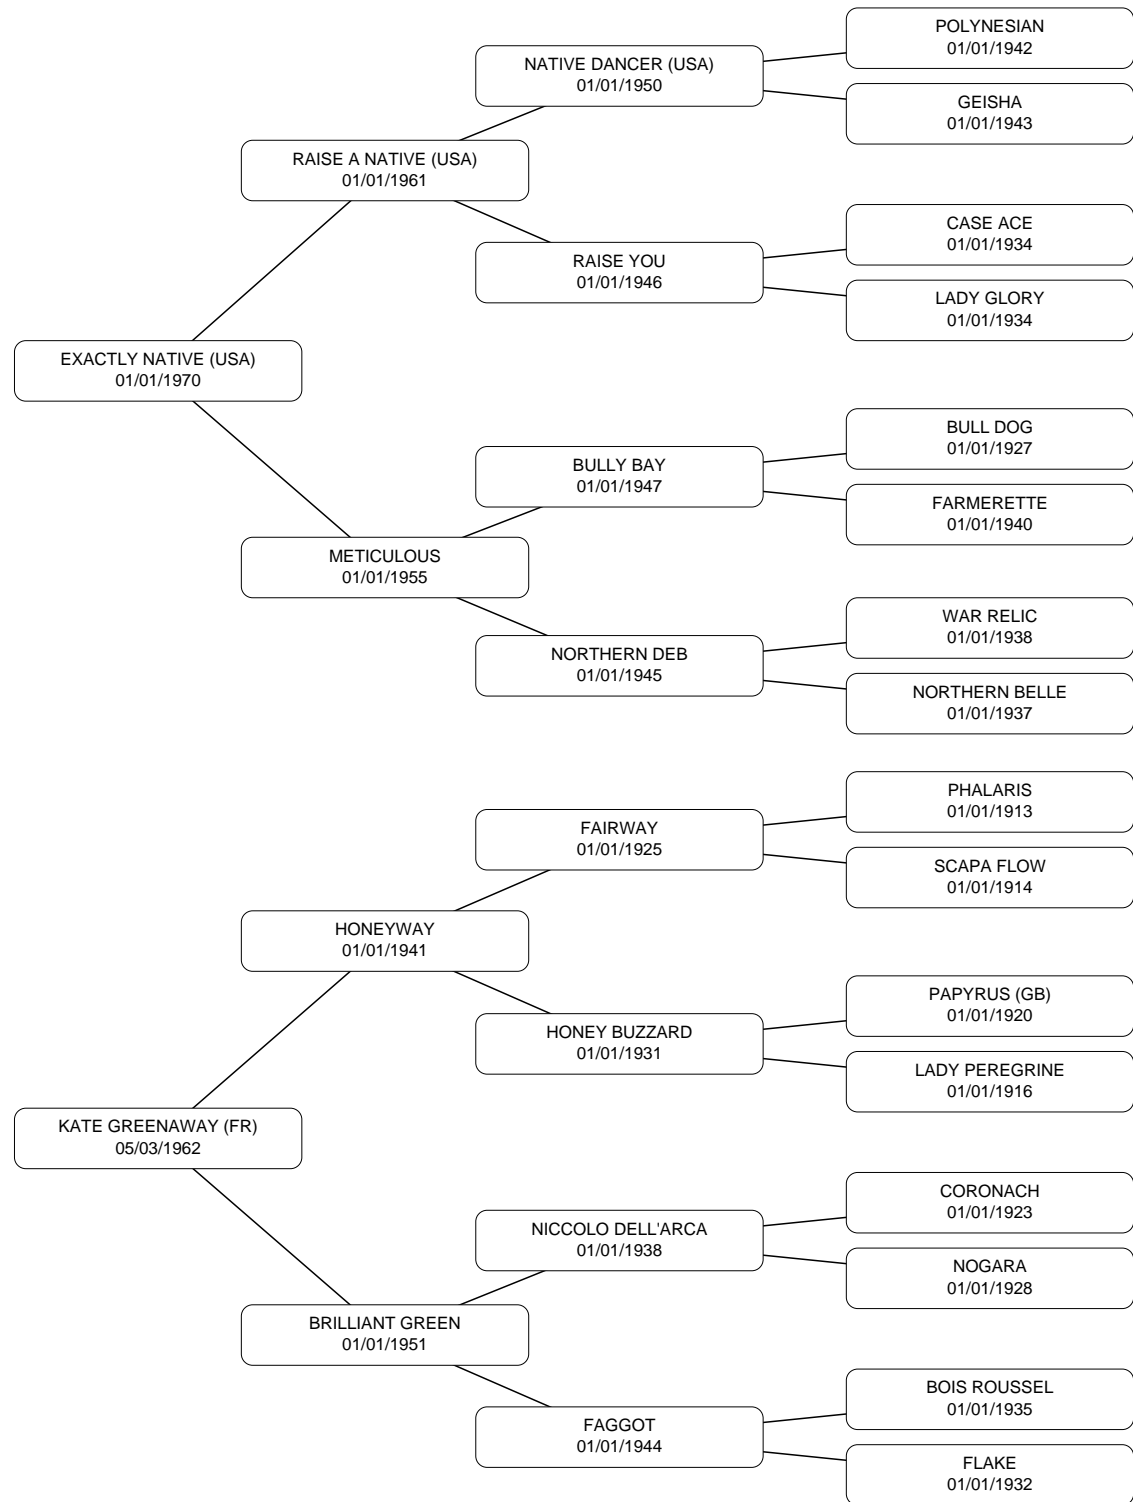 POLYNESIAN
01/01/1942
NATIVE DANCER (USA)
01/01/1950
GEISHA
01/01/1943
RAISE A NATIVE (USA)
01/01/1961
CASE ACE
01/01/1934
RAISE YOU
01/01/1946
LADY GLORY
01/01/1934
EXACTLY NATIVE (USA)
01/01/1970
BULL DOG
01/01/1927
BULLY BAY
01/01/1947
FARMERETTE
01/01/1940
METICULOUS
01/01/1955
WAR RELIC
01/01/1938
NORTHERN DEB
01/01/1945
NORTHERN BELLE
01/01/1937
PHALARIS
01/01/1913
FAIRWAY
01/01/1925
SCAPA FLOW
01/01/1914
HONEYWAY
01/01/1941
PAPYRUS (GB)
01/01/1920
HONEY BUZZARD
01/01/1931
LADY PEREGRINE
01/01/1916
KATE GREENAWAY (FR)
05/03/1962
CORONACH
01/01/1923
NICCOLO DELL'ARCA
01/01/1938
NOGARA
01/01/1928
BRILLIANT GREEN
01/01/1951
BOIS ROUSSEL
01/01/1935
FAGGOT
01/01/1944
FLAKE
01/01/1932